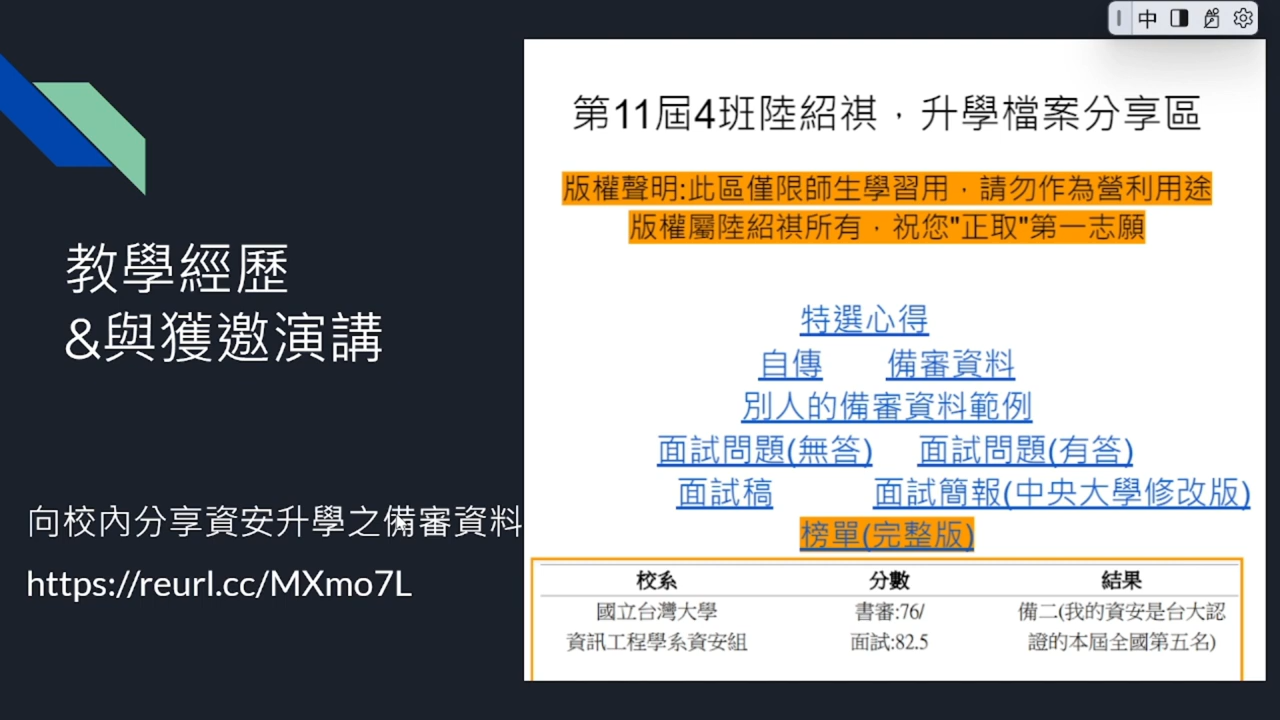 中
教學經歷
&與獲邀演講
向校內分享資安升學之備審資料
https://reurl.cc/MXmo7L
第11屆4班陸紹祺，升學檔案分享區
版權聲明:此區僅限師生學習用，請勿作為營利用途
版權屬陸紹祺所有，祝您"正取"第一志願
特選心得
自傳 備審資料
別人的備審資料範例
面試問題(無答) 面試問題(有答)
面試稿 面試簡報(中央大學修改版)
榜單(完整版)
校系 分數 結果
國立台灣大學 書審:76/ 備二(我的資安是台大認
資訊工程學系資安組 面試:82.5 證的本屆全國第五名)